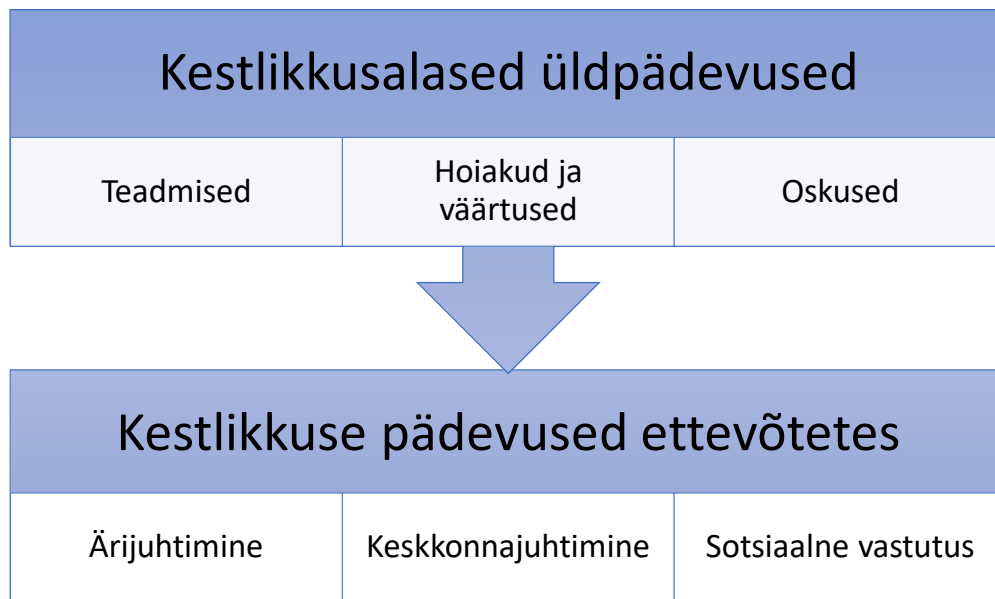 Kestlikkusalased üldpädevused
Teadmised
Hoiakud ja
väärtused
Oskused
Kestlikkuse pädevused ettevõtetes
Ärijuhtimine
Keskkonnajuhtimine
Sotsiaalne vastutus